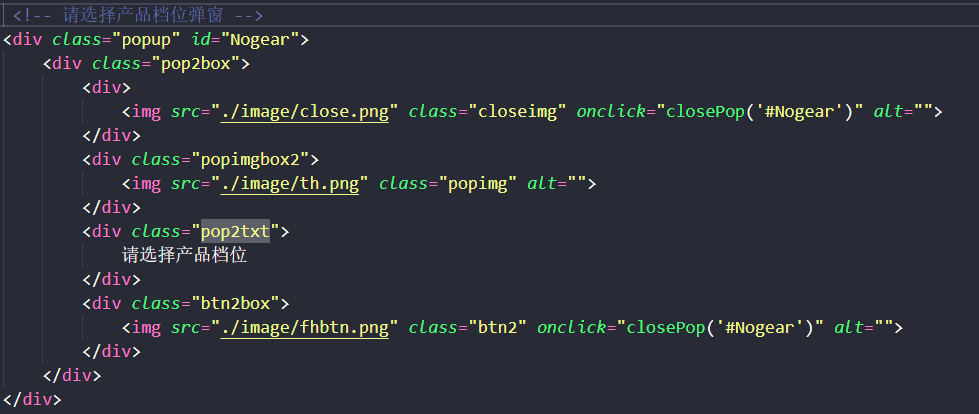 <!-- 请选择产品档位弹窗 -->
<div class="popup" id="Nogear">
<div class="pop2box">
<div>
<img src="./image/close.png" class="closeimg" onclick="closePop('#Nogear')" alt="">
</div>
<div class="popimgbox2">
<img src="./image/th.png" class="popimg" alt="">
</div>
<div class="pop2txt">
请选择产品档位
</div>
<div class="btn2box">
<img src="./image/fhbtn.png" class="btn2" onclick="closePop('#Nogear')" alt="">
</div>
</div>
</div>